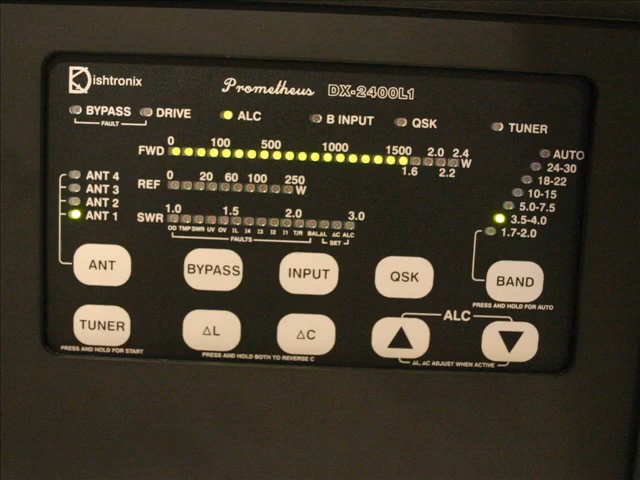 Dishtronix
Prometheus DX-2400L1
BYPASS DRIVE ALC B INPUT QSK TUNER
FAULT
0 100 500 1000 1500 2.0 2.4
FWD W
1.6 2.2
AUTO
24-30
18-22
10-15
5.0-7.5
3.5-4.0
1.7-2.0
0 20 60 100 250
REF W
ANT 4
ANT 3
ANT 2
ANT 1
1.0 1.5 2.0 3.0
SWR
OD TMP SWR UV OV IL I4 I3 I2 I1 T/R BAL ΔL ΔC ALC
FAULTS SET
ANT BYPASS INPUT QSK BAND
PRESS AND HOLD FOR AUTO
TUNER ΔL ΔC ALC
PRESS AND HOLD FOR START
PRESS AND HOLD BOTH TO REVERSE C
ΔL, ΔC ADJUST WHEN ACTIVE